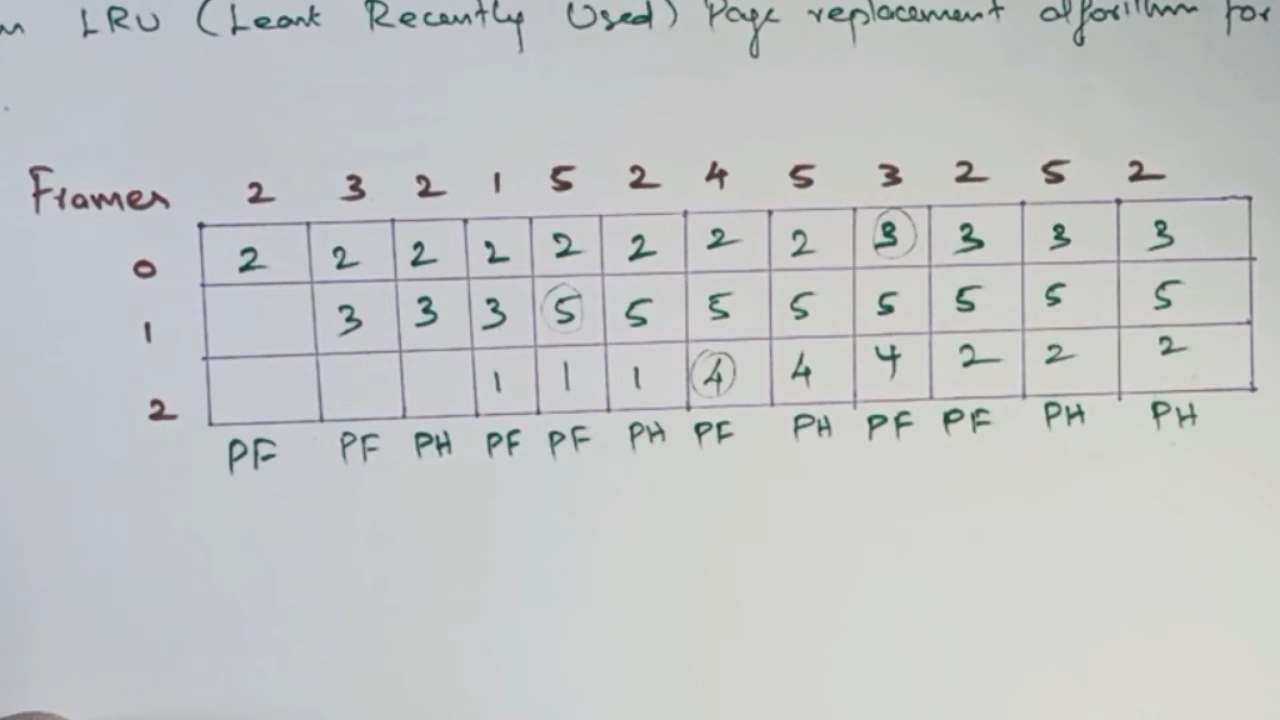 LRU (Least Recently Used) Page replacement algorithm for
Frames 2 3 2 1 5 2 4 5 3 2 5 2
0 2 2 2 2 2 2 2 2 3 3 3 3
1 3 3 3 5 5 5 5 5 5 5 5
2 1 1 1 4 4 4 2 2 2
PF PF PH PF PF PH PF PH PF PF PH PH